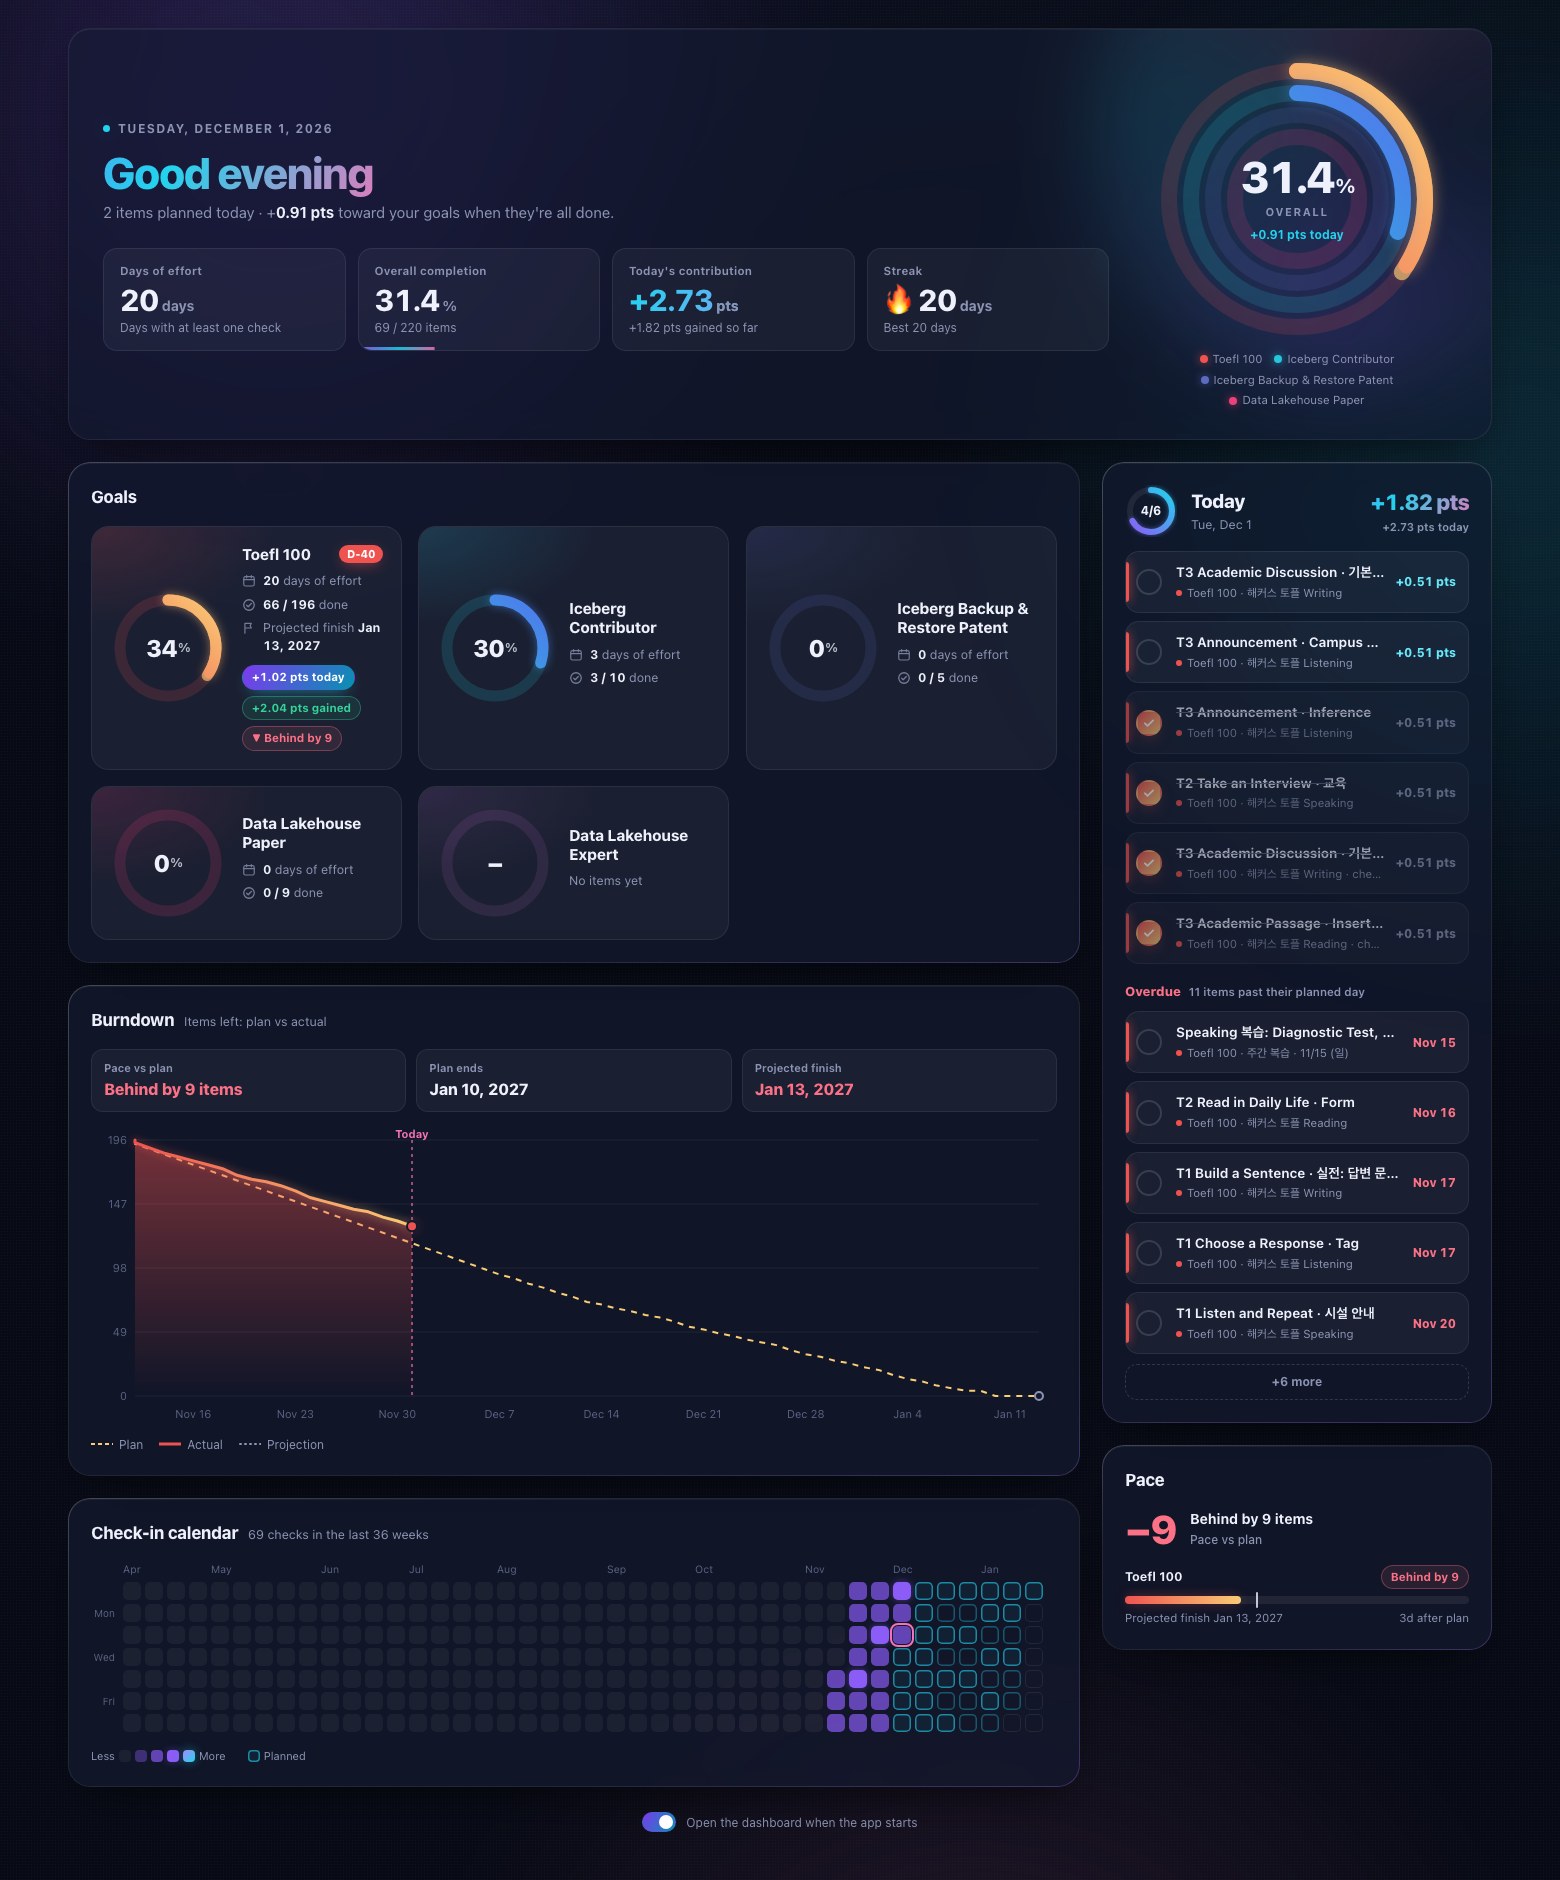 TUESDAY, DECEMBER 1, 2026
Good evening
2 items planned today · +0.91 pts toward your goals when they're all done.
Days of effort
20 days
Days with at least one check
Overall completion
31.4 %
69 / 220 items
Today's contribution
+2.73 pts
+1.82 pts gained so far
Streak
🔥 20 days
Best 20 days
31.4%
OVERALL
+0.91 pts today
Toefl 100 Iceberg Contributor
Iceberg Backup & Restore Patent
Data Lakehouse Paper
Goals
34%
Toefl 100 D-40
20 days of effort
66 / 196 done
Projected finish Jan
13, 2027
+1.02 pts today
+2.04 pts gained
▼ Behind by 9
30%
Iceberg
Contributor
3 days of effort
3 / 10 done
0%
Iceberg Backup &
Restore Patent
0 days of effort
0 / 5 done
0%
Data Lakehouse
Paper
0 days of effort
0 / 9 done
–
Data Lakehouse
Expert
No items yet
Burndown Items left: plan vs actual
Pace vs plan
Behind by 9 items
Plan ends
Jan 10, 2027
Projected finish
Jan 13, 2027
Today
196
147
98
49
0
Nov 16 Nov 23 Nov 30 Dec 7 Dec 14 Dec 21 Dec 28 Jan 4 Jan 11
Plan Actual Projection
Check-in calendar 69 checks in the last 36 weeks
Apr May Jun Jul Aug Sep Oct Nov Dec Jan
Mon
Wed
Fri
Less More Planned
4/6
Today
Tue, Dec 1
+1.82 pts
+2.73 pts today
T3 Academic Discussion · 기본...
Toefl 100 · 해커스 토플 Writing
+0.51 pts
T3 Announcement · Campus ...
Toefl 100 · 해커스 토플 Listening
+0.51 pts
T3 Announcement · Inference
Toefl 100 · 해커스 토플 Listening
+0.51 pts
T2 Take an Interview · 교육
Toefl 100 · 해커스 토플 Speaking
+0.51 pts
T3 Academic Discussion · 기본...
Toefl 100 · 해커스 토플 Writing · che...
+0.51 pts
T3 Academic Passage · Insert...
Toefl 100 · 해커스 토플 Reading · ch...
+0.51 pts
Overdue 11 items past their planned day
Speaking 복습: Diagnostic Test, ...
Toefl 100 · 주간 복습 · 11/15 (일)
Nov 15
T2 Read in Daily Life · Form
Toefl 100 · 해커스 토플 Reading
Nov 16
T1 Build a Sentence · 실전: 답변 문...
Toefl 100 · 해커스 토플 Writing
Nov 17
T1 Choose a Response · Tag
Toefl 100 · 해커스 토플 Listening
Nov 17
T1 Listen and Repeat · 시설 안내
Toefl 100 · 해커스 토플 Speaking
Nov 20
+6 more
Pace
−9
Behind by 9 items
Pace vs plan
Toefl 100 Behind by 9
Projected finish Jan 13, 2027 3d after plan
Open the dashboard when the app starts